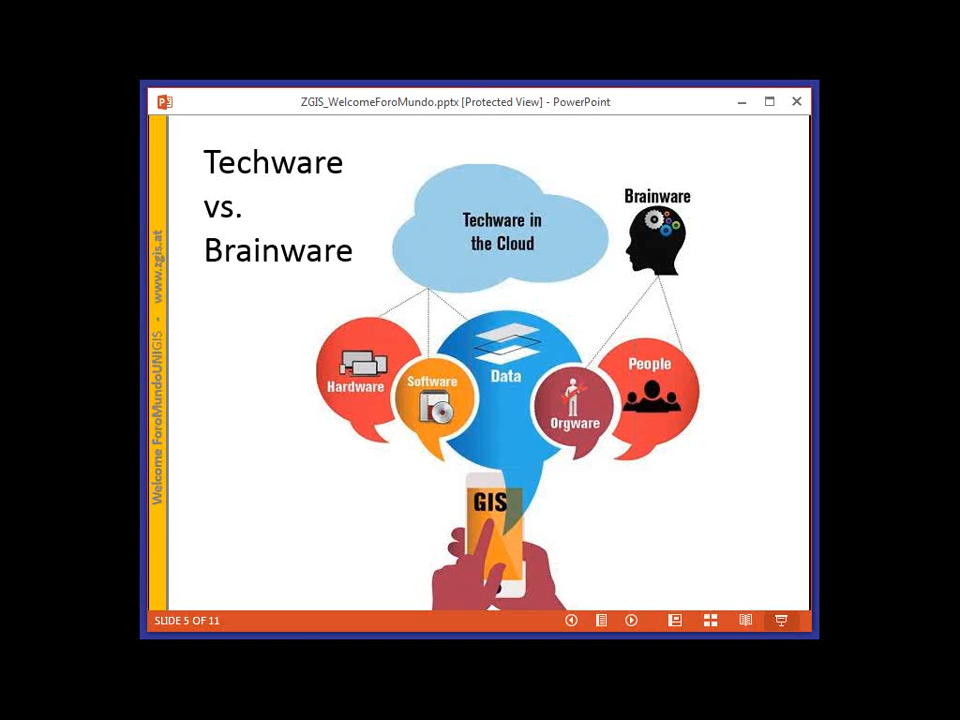 ZGIS_WelcomeForoMundo.pptx [Protected View] - PowerPoint
Techware
vs.
Brainware
Techware in
the Cloud
Brainware
Hardware
Software
Data
Orgware
People
GIS
Welcome ForoMundoUNIGIS - www.zgis.at
SLIDE 5 OF 11